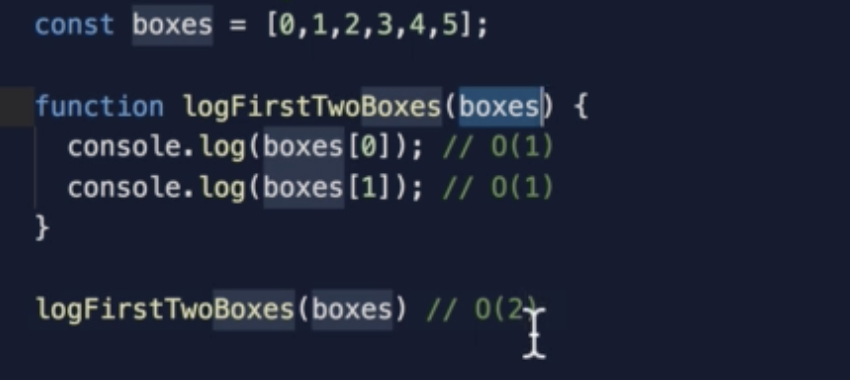 const boxes = [0,1,2,3,4,5];
function logFirstTwoBoxes(boxes) {
console.log(boxes[0]); // O(1)
console.log(boxes[1]); // O(1)
}
logFirstTwoBoxes(boxes) // O(2)